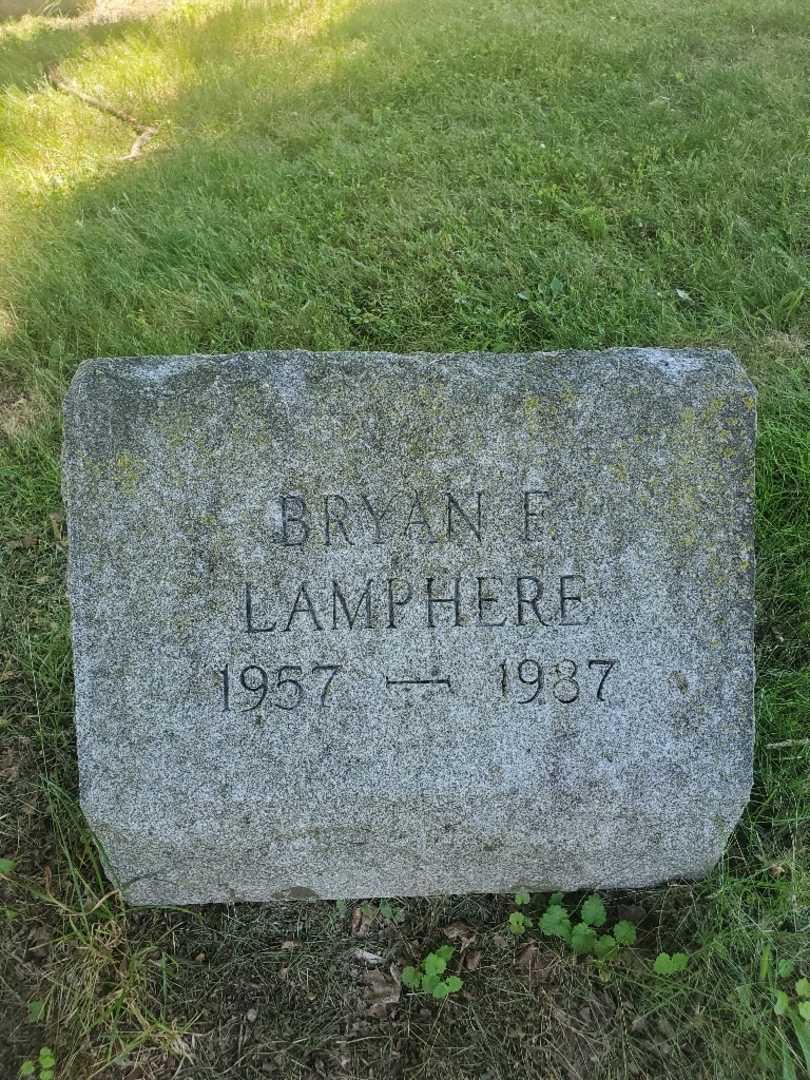 BRYAN F.
LAMPHERE
1957 — 1987